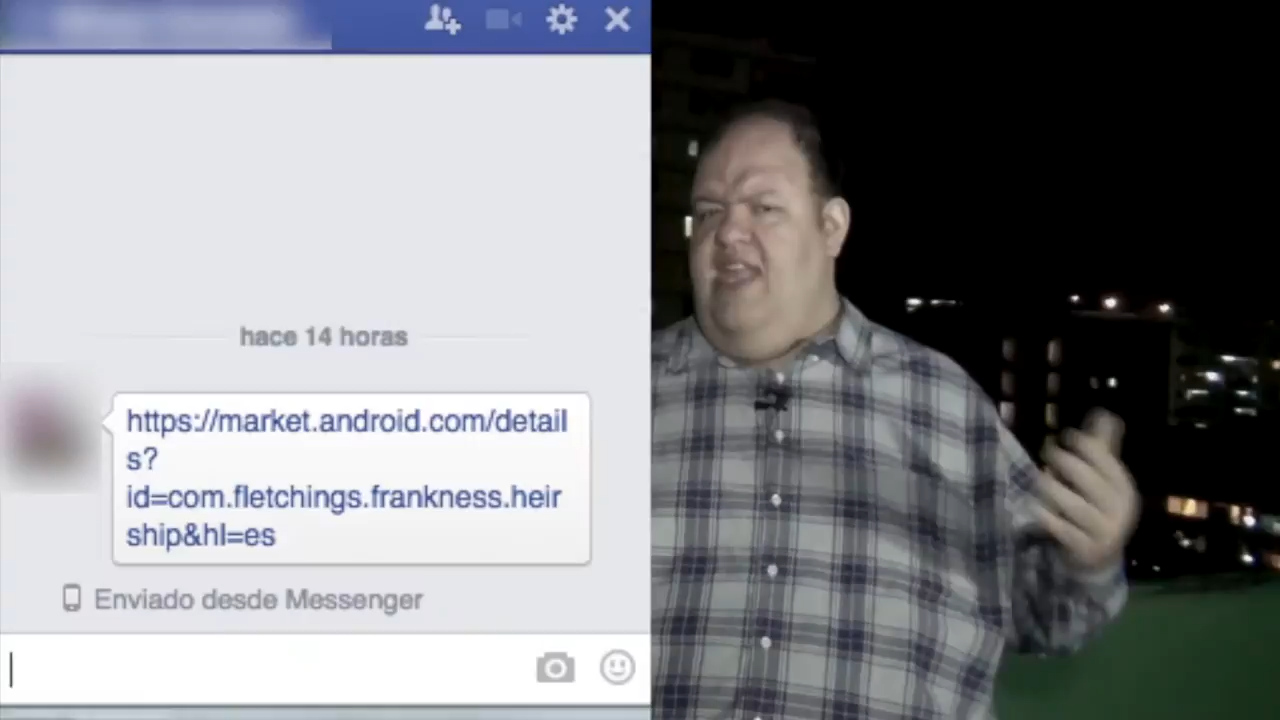 hace 14 horas
https://market.android.com/detail
s?
id=com.fletchings.frankness.heir
ship&hl=es
Enviado desde Messenger